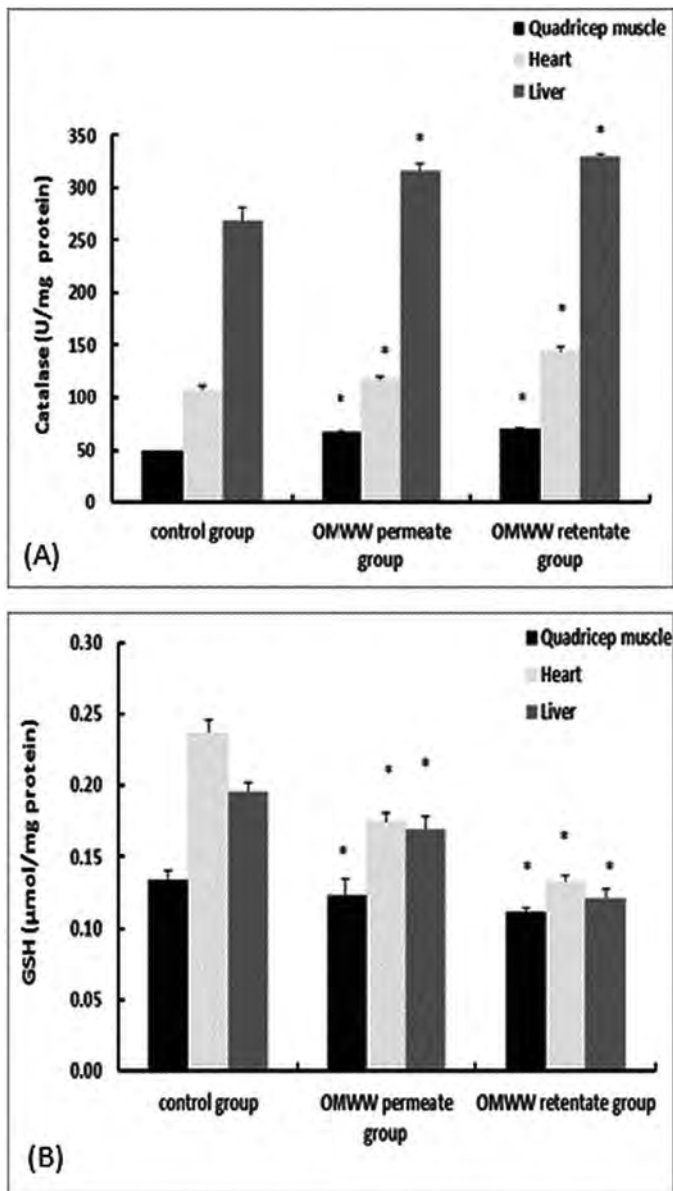 Quadricep muscle
Heart
Liver
Catalase (U/mg protein)
350
300
250
200
150
100
50
0
*
*
*
*
*
*
control group
OMWW permeate
group
OMWW retentate
group
(A)
Quadricep muscle
Heart
Liver
GSH (μmol/mg protein)
0.30
0.25
0.20
0.15
0.10
0.05
0.00
*
*
*
*
*
*
control group
OMWW permeate
group
OMWW retentate group
(B)